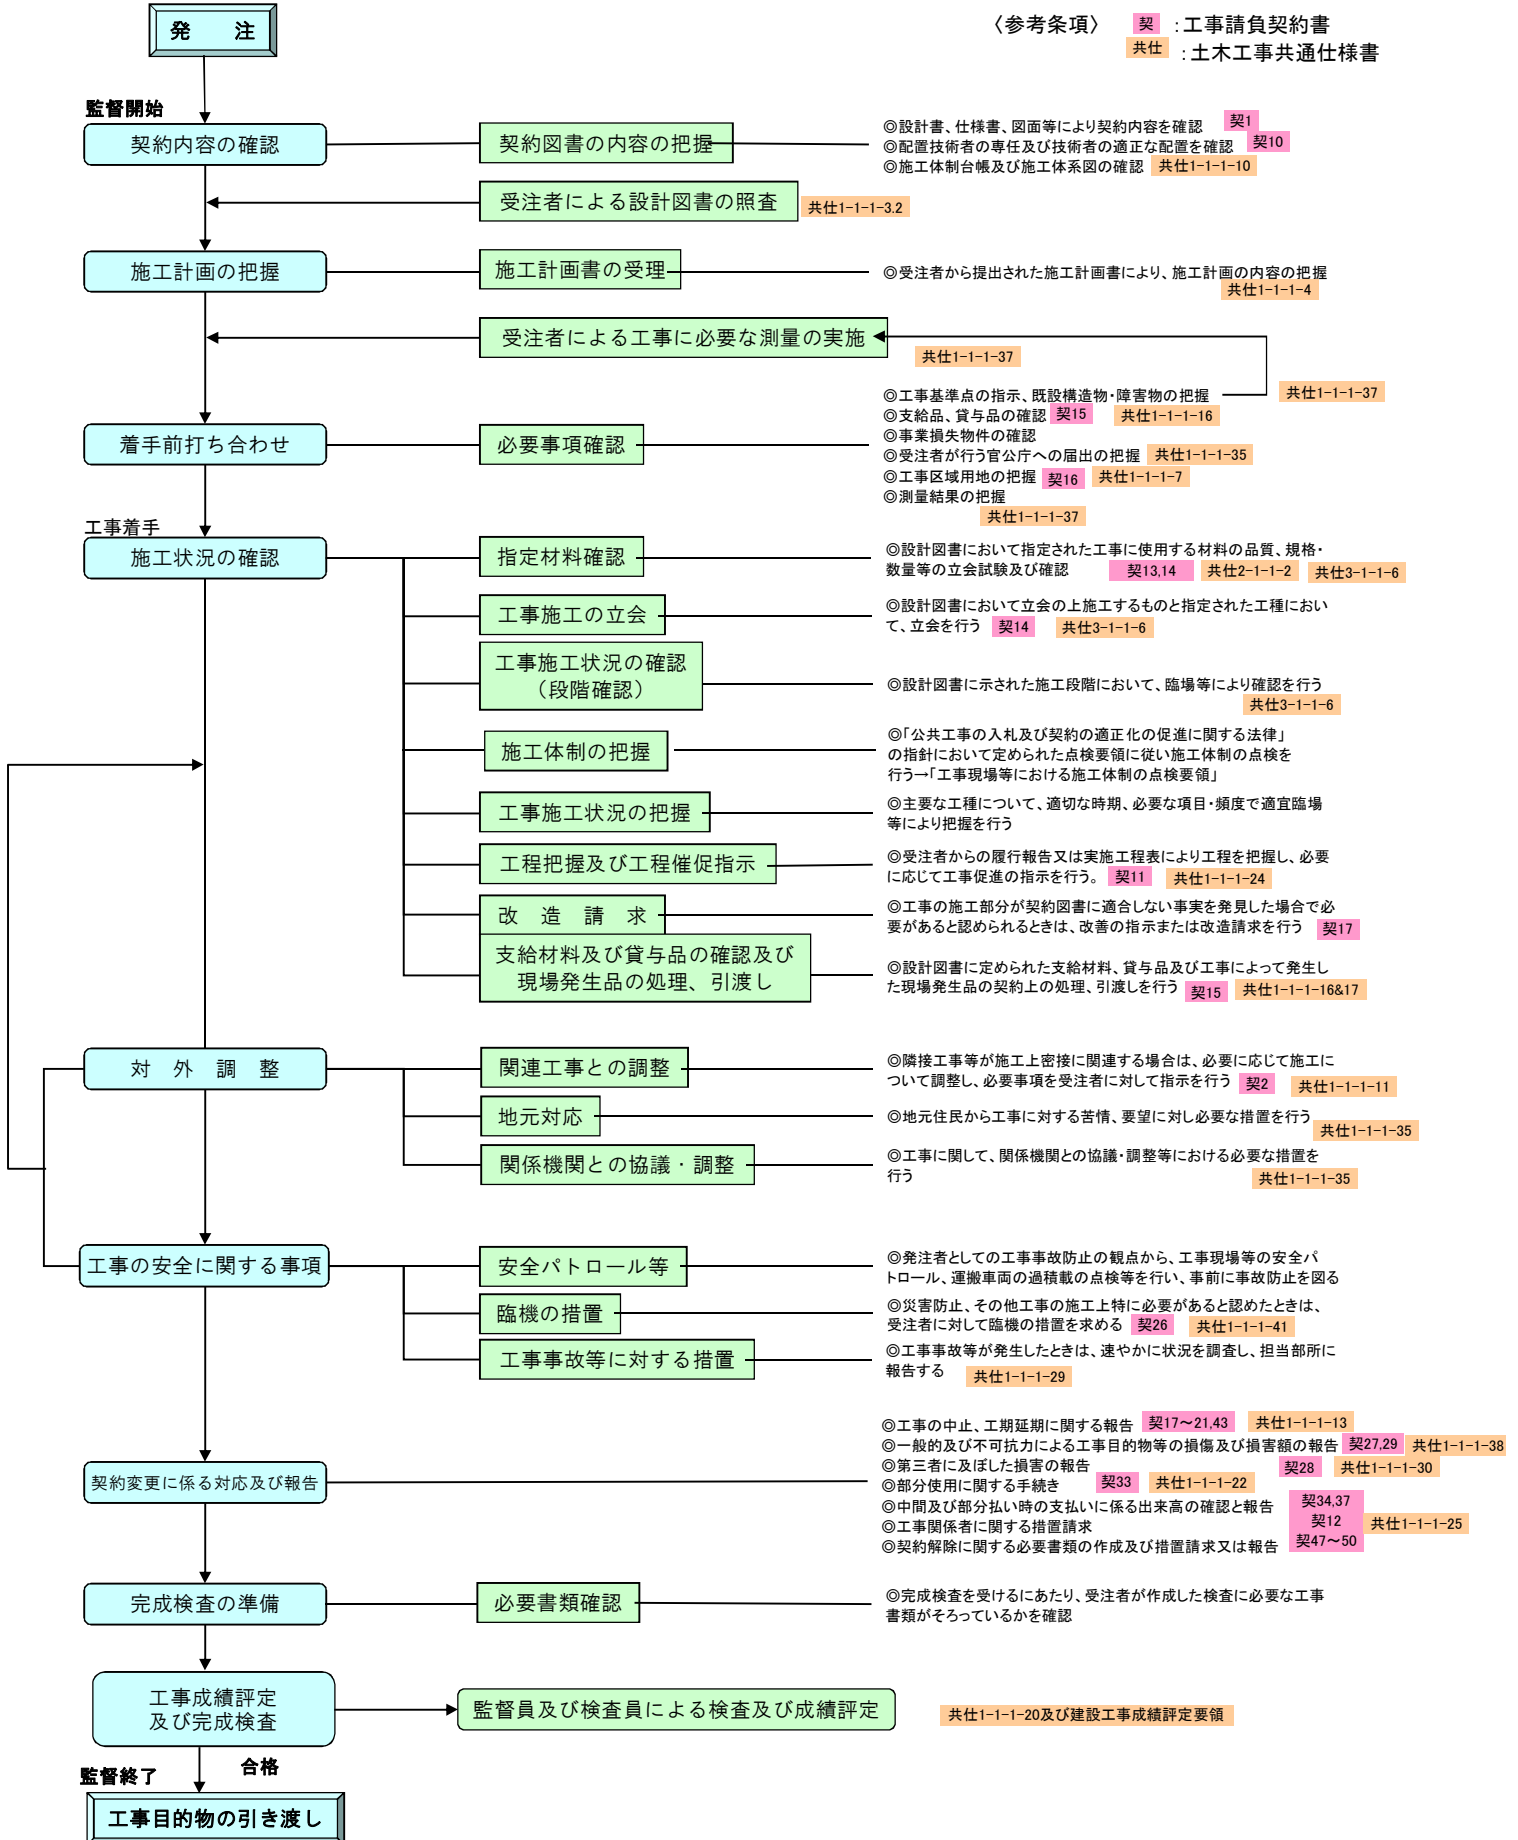 発　注
〈参考条項〉　契　：工事請負契約書
共仕　：土木工事共通仕様書
監督開始
契約内容の確認
契約図書の内容の把握
◎設計書、仕様書、図面等により契約内容を確認　契1
◎配置技術者の専任及び技術者の適正な配置を確認　契10
◎施工体制台帳及び施工体系図の確認　共仕1-1-1-10
受注者による設計図書の照査　共仕1-1-1-3.2
施工計画の把握
施工計画書の受理
◎受注者から提出された施工計画書により、施工計画の内容の把握
共仕1-1-1-4
受注者による工事に必要な測量の実施
共仕1-1-1-37
◎工事基準点の指示、既設構造物・障害物の把握　共仕1-1-1-37
◎支給品、貸与品の確認　契15　共仕1-1-1-16
着手前打ち合わせ
必要事項確認
◎事業損失物件の確認
◎受注者が行う官公庁への届出の把握　共仕1-1-1-35
◎工事区域用地の把握　契16　共仕1-1-1-7
◎測量結果の把握
共仕1-1-1-37
工事着手
施工状況の確認
指定材料確認
◎設計図書において指定された工事に使用する材料の品質、規格・
数量等の立会試験及び確認　契13,14　共仕2-1-1-2　共仕3-1-1-6
工事施工の立会
◎設計図書において立会の上施工するものと指定された工種におい
て、立会を行う　契14　共仕3-1-1-6
工事施工状況の確認
（段階確認）
◎設計図書に示された施工段階において、臨場等により確認を行う
共仕3-1-1-6
施工体制の把握
◎「公共工事の入札及び契約の適正化の促進に関する法律」
の指針において定められた点検要領に従い施工体制の点検を
行う→「工事現場等における施工体制の点検要領」
工事施工状況の把握
◎主要な工種について、適切な時期、必要な項目・頻度で適宜臨場
等により把握を行う
工程把握及び工程催促指示
◎受注者からの履行報告又は実施工程表により工程を把握し、必要
に応じて工事促進の指示を行う。　契11　共仕1-1-1-24
改　造　請　求
◎工事の施工部分が契約図書に適合しない事実を発見した場合で必
要があると認められるときは、改善の指示または改造請求を行う　契17
支給材料及び貸与品の確認及び
現場発生品の処理、引渡し
◎設計図書に定められた支給材料、貸与品及び工事によって発生し
た現場発生品の契約上の処理、引渡しを行う　契15　共仕1-1-1-16&17
対　外　調　整
関連工事との調整
◎隣接工事等が施工上密接に関連する場合は、必要に応じて施工に
ついて調整し、必要事項を受注者に対して指示を行う　契2　共仕1-1-1-11
地元対応
◎地元住民から工事に対する苦情、要望に対し必要な措置を行う　共仕1-1-1-35
関係機関との協議・調整
◎工事に関して、関係機関との協議・調整等における必要な措置を
行う　共仕1-1-1-35
工事の安全に関する事項
安全パトロール等
◎発注者としての工事事故防止の観点から、工事現場等の安全パ
トロール、運搬車両の過積載の点検等を行い、事前に事故防止を図る
臨機の措置
◎災害防止、その他工事の施工上特に必要があると認めたときは、
受注者に対して臨機の措置を求める　契26　共仕1-1-1-41
工事事故等に対する措置
◎工事事故等が発生したときは、速やかに状況を調査し、担当部所に
報告する　共仕1-1-1-29
契約変更に係る対応及び報告
◎工事の中止、工期延期に関する報告　契17～21,43　共仕1-1-1-13
◎一般的及び不可抗力による工事目的物等の損傷及び損害額の報告　契27,29　共仕1-1-1-38
◎第三者に及ぼした損害の報告　契28　共仕1-1-1-30
◎部分使用に関する手続き　契33　共仕1-1-1-22
◎中間及び部分払い時の支払いに係る出来高の確認と報告　契34,37
◎工事関係者に関する措置請求　契12　共仕1-1-1-25
◎契約解除に関する必要書類の作成及び措置請求又は報告　契47～50
完成検査の準備
必要書類確認
◎完成検査を受けるにあたり、受注者が作成した検査に必要な工事
書類がそろっているかを確認
工事成績評定
及び完成検査
監督員及び検査員による検査及び成績評定
共仕1-1-1-20及び建設工事成績評定要領
合格
監督終了
工事目的物の引き渡し